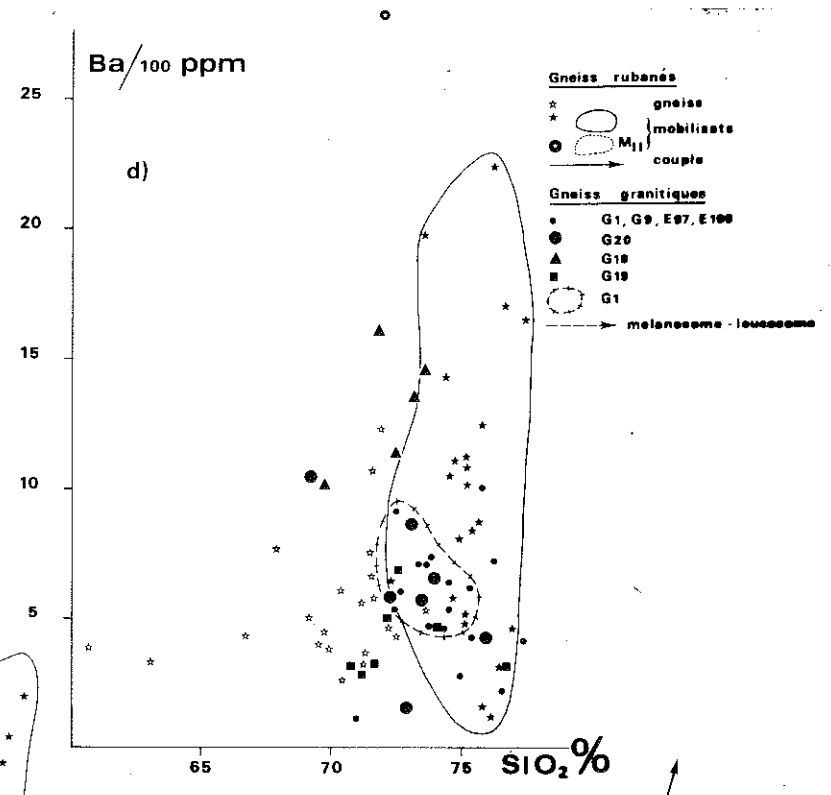 Ba/100 ppm
25
d)
20
15
10
5
65
70
75
SIO2%
Gneiss rubanés
gneiss
mobilisats
MII
couple
Gneiss granitiques
G1, G9, E97, E100
G20
G18
G19
G1
melanosome - leucosome